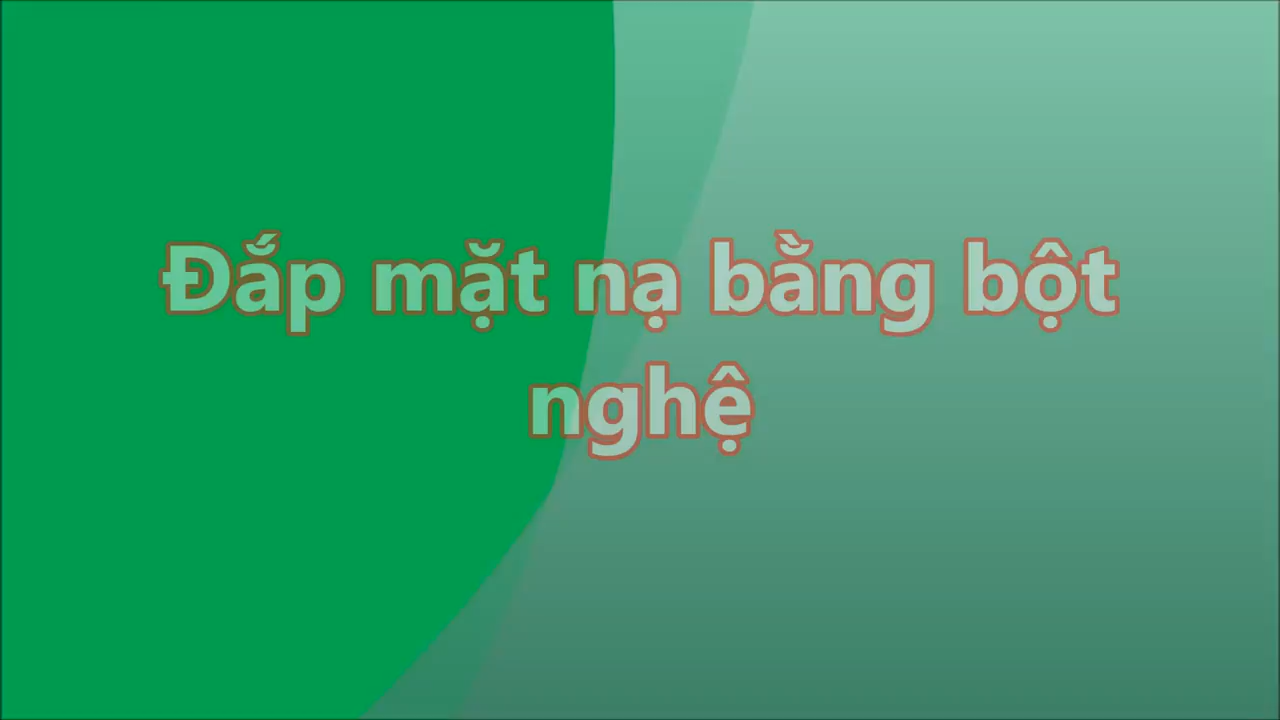 Đắp mặt nạ bằng bột
nghệ